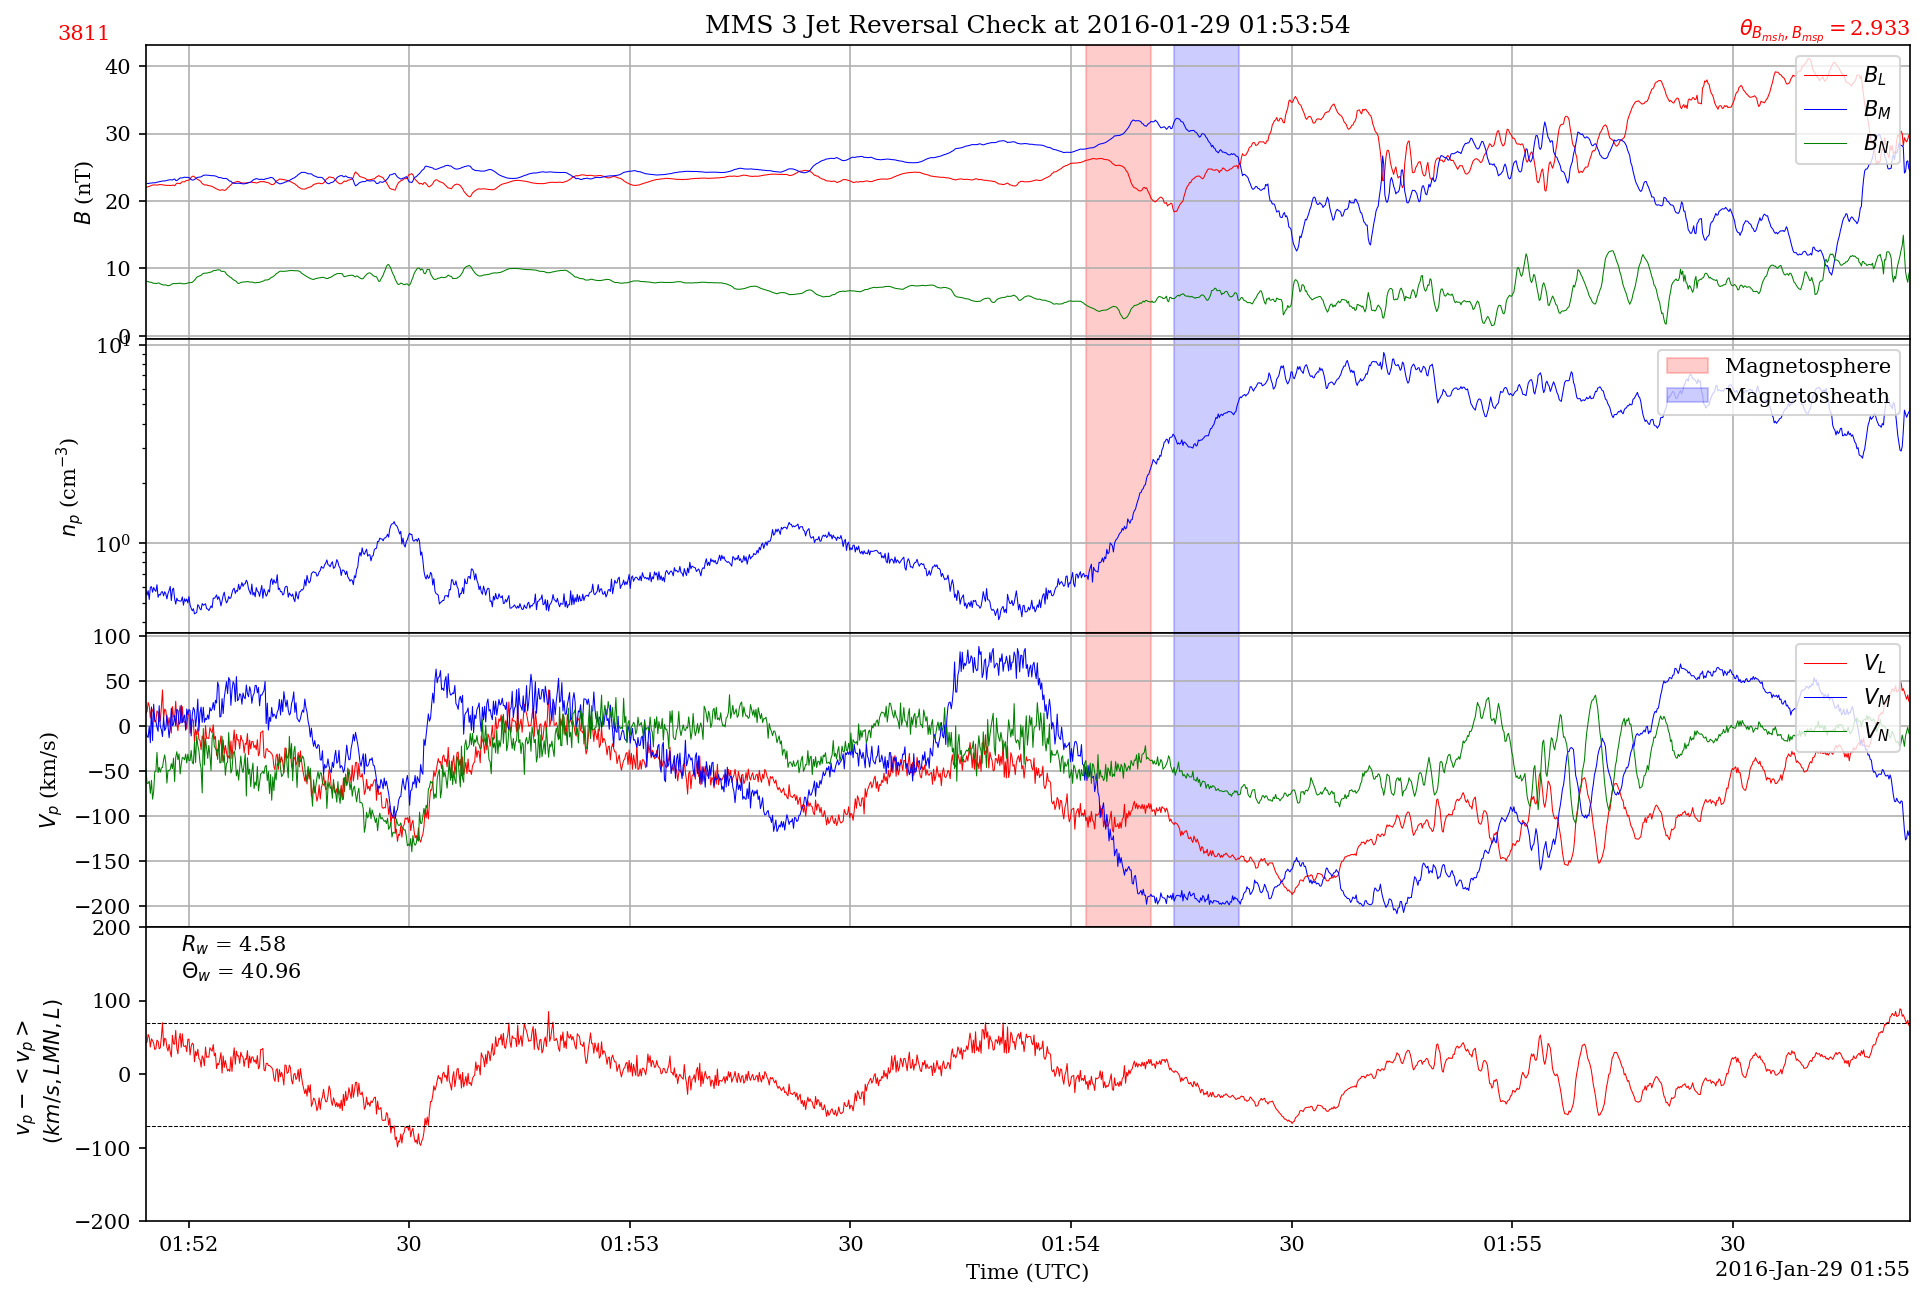 3811
MMS 3 Jet Reversal Check at 2016-01-29 01:53:54
θ_{B_{msh}, B_{msp}} = 2.933
B (nT)
40
30
20
10
0
B_L
B_M
B_N
n_p (cm^{-3})
10^1
10^0
Magnetosphere
Magnetosheath
V_p (km/s)
100
50
0
−50
−100
−150
−200
V_L
V_M
V_N
v_p − < v_p >
(km/s, LMN, L)
200
100
0
−100
−200
R_w = 4.58
Θ_w = 40.96
01:52
30
01:53
30
01:54
30
01:55
30
Time (UTC)
2016-Jan-29 01:55